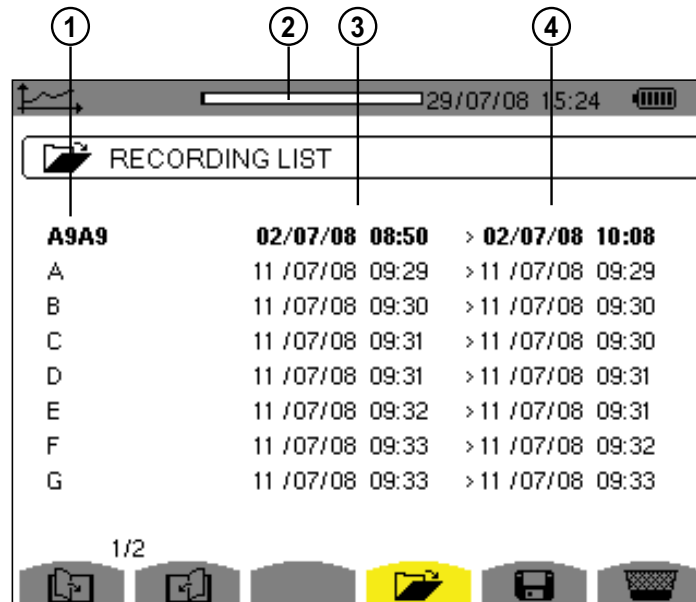 1 2 3 4
29/07/08 15:24
RECORDING LIST
A9A9 02/07/08 08:50 > 02/07/08 10:08
A 11 /07/08 09:29 >11 /07/08 09:29
B 11 /07/08 09:30 >11 /07/08 09:30
C 11 /07/08 09:31 >11 /07/08 09:30
D 11 /07/08 09:31 >11 /07/08 09:31
E 11 /07/08 09:32 >11 /07/08 09:31
F 11 /07/08 09:33 >11 /07/08 09:32
G 11 /07/08 09:33 >11 /07/08 09:33
1/2